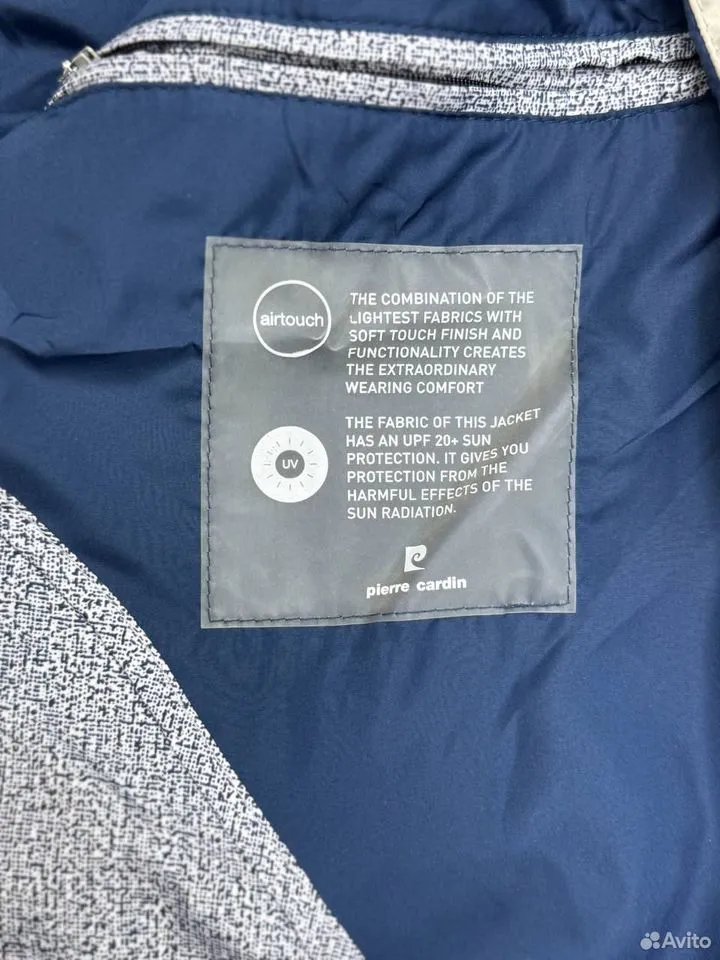 airtouch
THE COMBINATION OF THE
LIGHTEST FABRICS WITH
SOFT TOUCH FINISH AND
FUNCTIONALITY CREATES
THE EXTRAORDINARY
WEARING COMFORT
UV
THE FABRIC OF THIS JACKET
HAS AN UPF 20+ SUN
PROTECTION. IT GIVES YOU
PROTECTION FROM THE
HARMFUL EFFECTS OF THE
SUN RADIATION.
pierre cardin
Avito